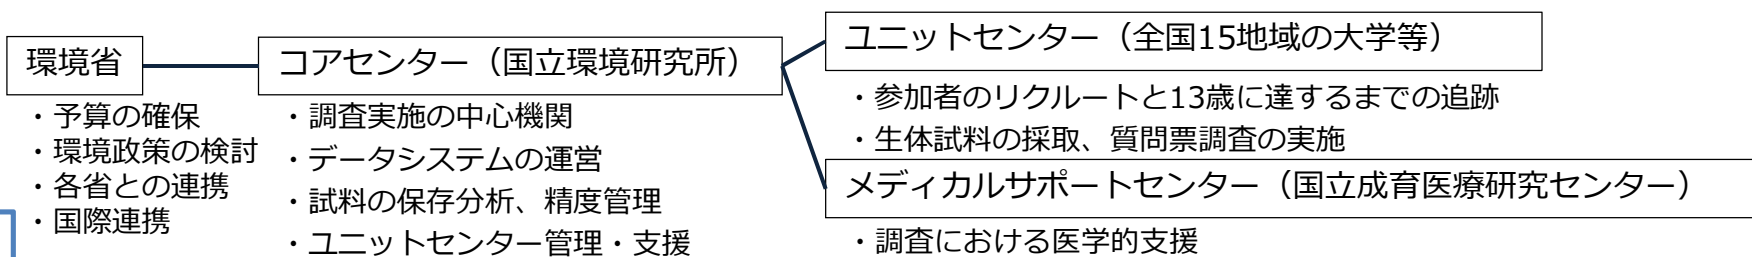 環境省
・予算の確保
・環境政策の検討
・各省との連携
・国際連携
コアセンター（国立環境研究所）
・調査実施の中心機関
・データシステムの運営
・試料の保存分析、精度管理
・ユニットセンター管理・支援
ユニットセンター（全国15地域の大学等）
・参加者のリクルートと13歳に達するまでの追跡
・生体試料の採取、質問票調査の実施
メディカルサポートセンター（国立成育医療研究センター）
・調査における医学的支援